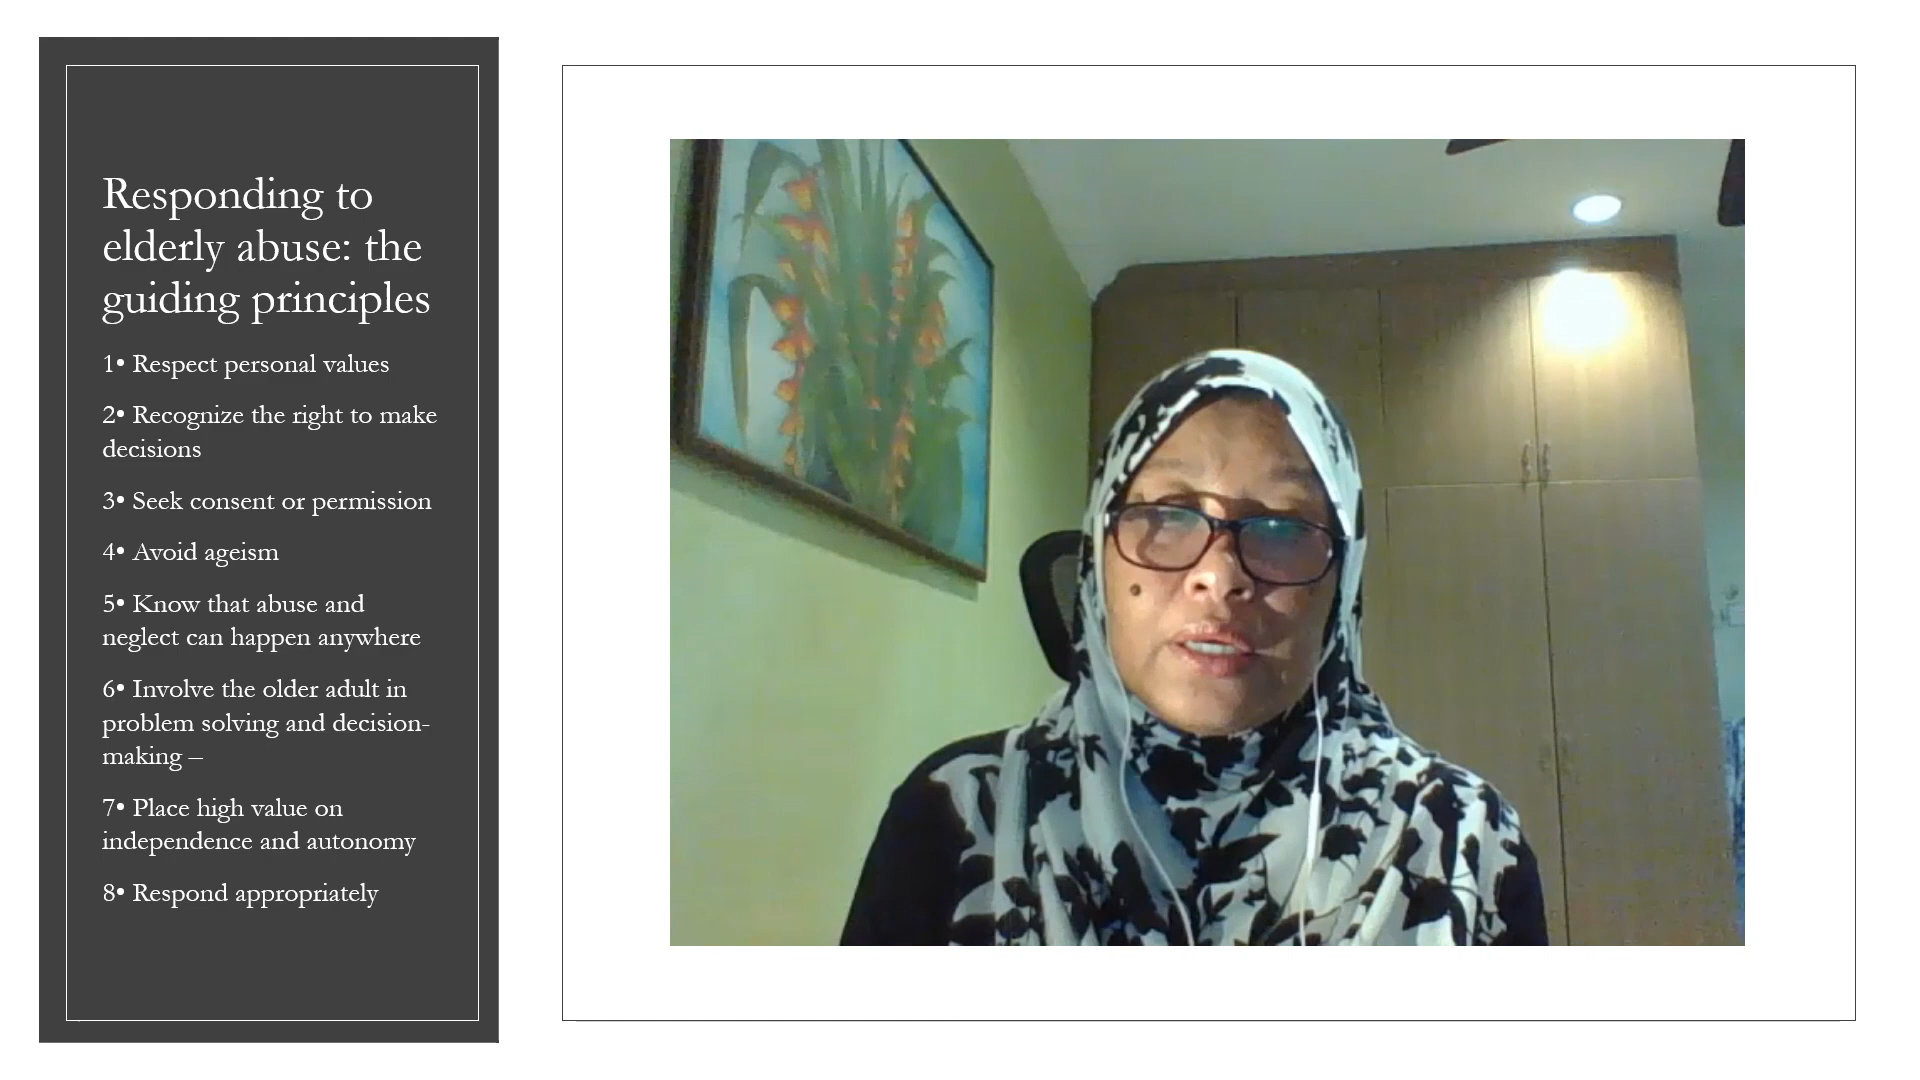 Responding to
elderly abuse: the
guiding principles
1• Respect personal values
2• Recognize the right to make
decisions
3• Seek consent or permission
4• Avoid ageism
5• Know that abuse and
neglect can happen anywhere
6• Involve the older adult in
problem solving and decision-
making –
7• Place high value on
independence and autonomy
8• Respond appropriately